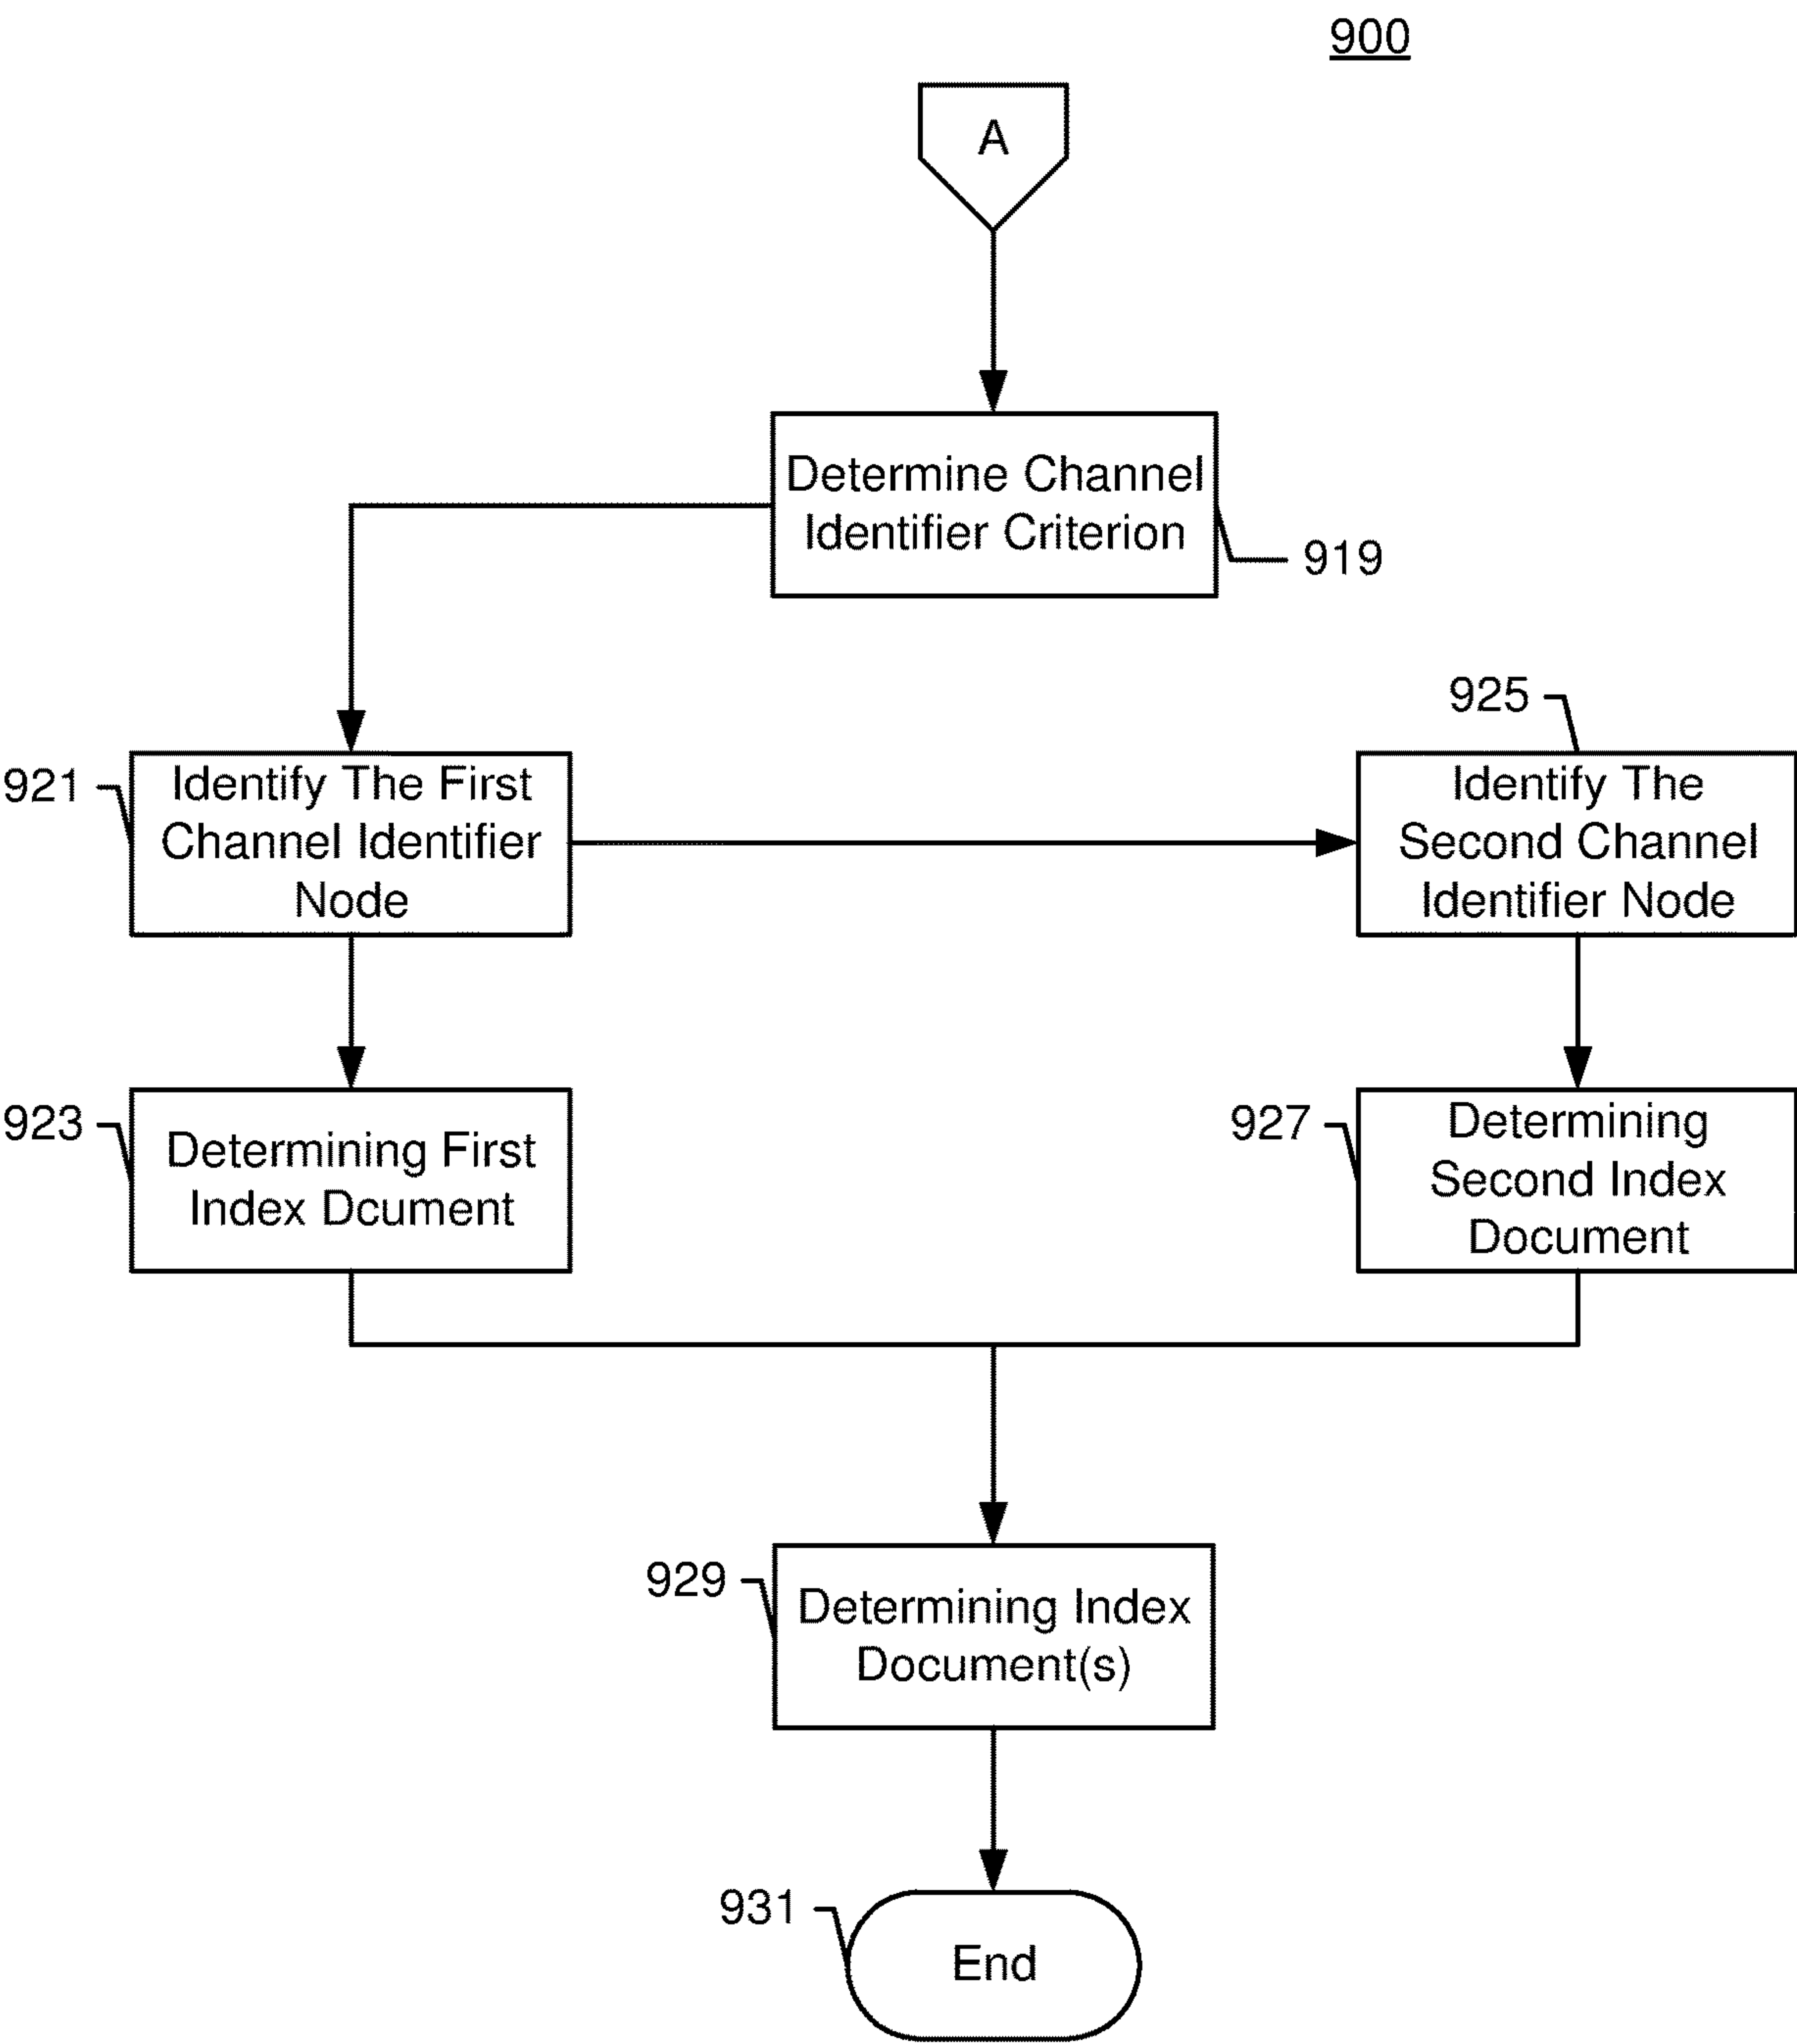 900
A
Determine Channel
Identifier Criterion
919
925
921
Identify The First
Channel Identifier
Node
Identify The
Second Channel
Identifier Node
923
Determining First
Index Dcument
927
Determining
Second Index
Document
929
Determining Index
Document(s)
931
End